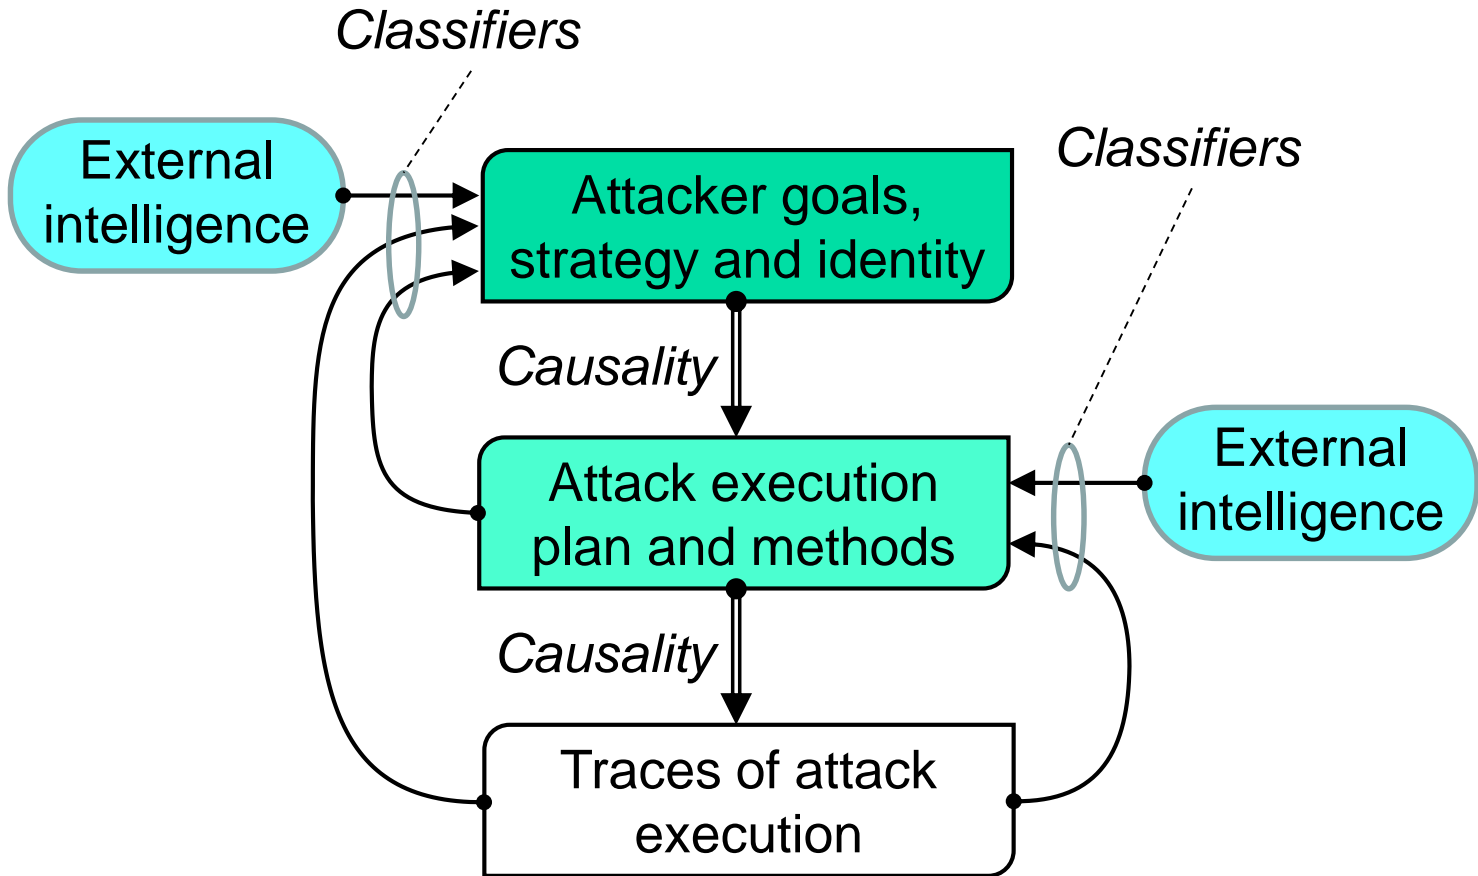 Classifiers
External
intelligence
Classifiers
Attacker goals,
strategy and identity
Causality
Attack execution
plan and methods
External
intelligence
Causality
Traces of attack
execution